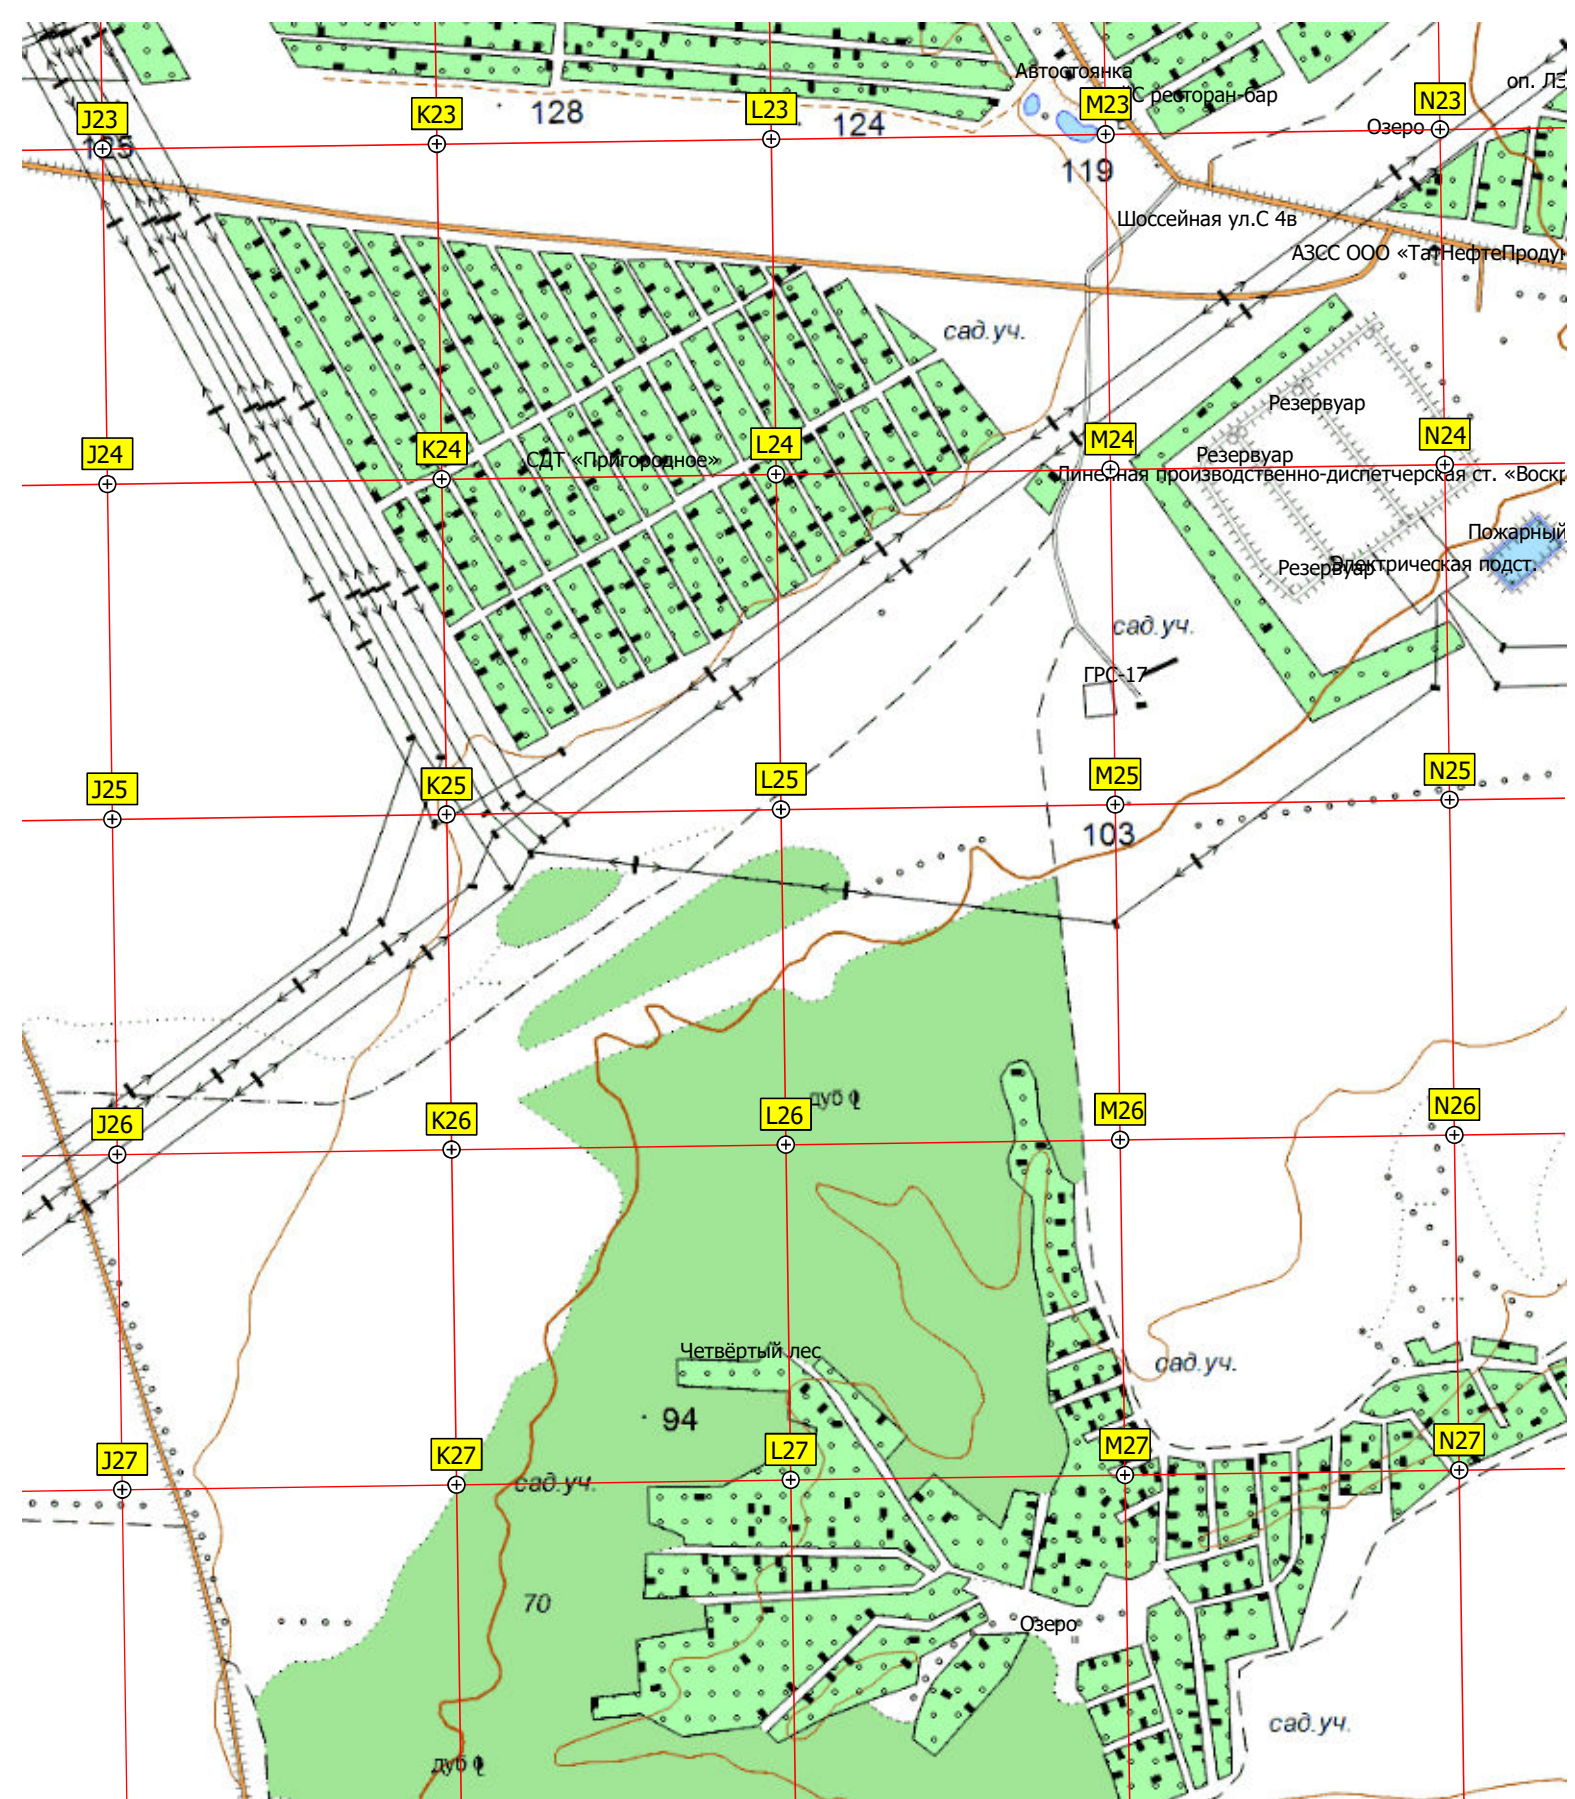 Автостоянка
оп. ЛЭ
С ресторан-бар
128
J23
K23
L23
124
M23
N23
Озеро
125
119
Шоссейная ул.С 4в
АЗСС ООО «ТатНефтеПродук
сад.уч.
Резервуар
J24
K24
СДТ «Пригородное»
L24
M24
N24
Резервуар
Линейная производственно-диспетчерская ст. «Воскр
Пожарный
Резервуар
Электрическая подст.
сад.уч.
ГРС-17
J25
K25
L25
M25
N25
103
дуб
J26
K26
L26
M26
N26
Четвёртый лес
сад.уч.
94
J27
K27
L27
M27
N27
сад.уч.
70
Озеро
сад.уч.
дуб